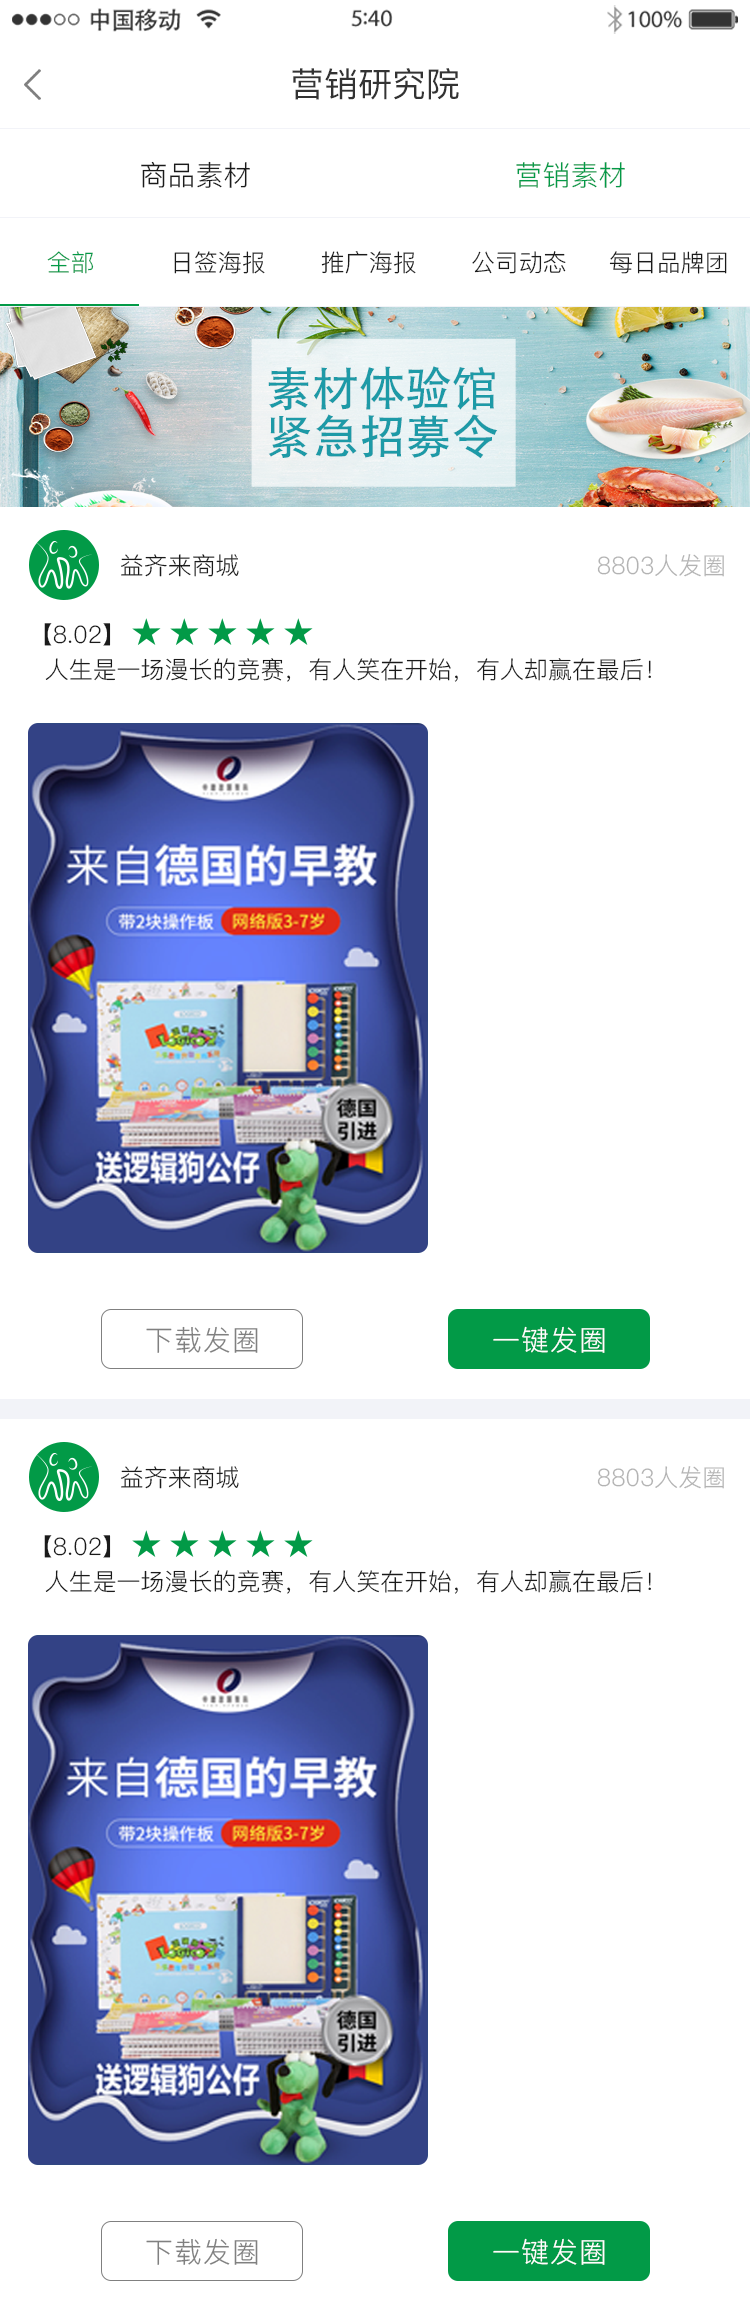 中国移动
5:40
100%
营销研究院
商品素材
营销素材
全部
日签海报
推广海报
公司动态
每日品牌团
素材体验馆
紧急招募令
益齐来商城
8803人发圈
【8.02】★★★★★
人生是一场漫长的竞赛，有人笑在开始，有人却赢在最后！
来自德国的早教
带2块操作板
网络版3-7岁
德国
引进
送逻辑狗公仔
下载发圈
一键发圈
益齐来商城
8803人发圈
【8.02】★★★★★
人生是一场漫长的竞赛，有人笑在开始，有人却赢在最后！
来自德国的早教
带2块操作板
网络版3-7岁
德国
引进
送逻辑狗公仔
下载发圈
一键发圈